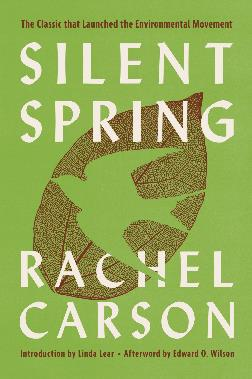 The Classic that Launched the Environmental Movement
SILENT
SPRING
RACHEL
CARSON
Introduction by Linda Lear • Afterword by Edward O. Wilson